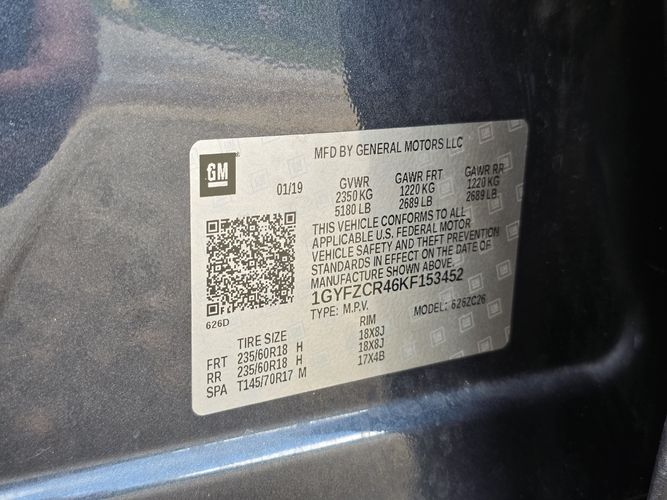 GM
MFD BY GENERAL MOTORS LLC
01/19
GVWR GAWR FRT GAWR RR
2350 KG 1220 KG 1220 KG
5180 LB 2689 LB 2689 LB
THIS VEHICLE CONFORMS TO ALL
APPLICABLE U.S. FEDERAL MOTOR
VEHICLE SAFETY AND THEFT PREVENTION
STANDARDS IN EFFECT ON THE DATE OF
MANUFACTURE SHOWN ABOVE.
1GYFZCR46KF153452
TYPE: M.P.V. MODEL: 626ZC26
626D
TIRE SIZE RIM
FRT 235/60R18 H 18X8J
RR 235/60R18 H 18X8J
SPA T145/70R17 M 17X4B